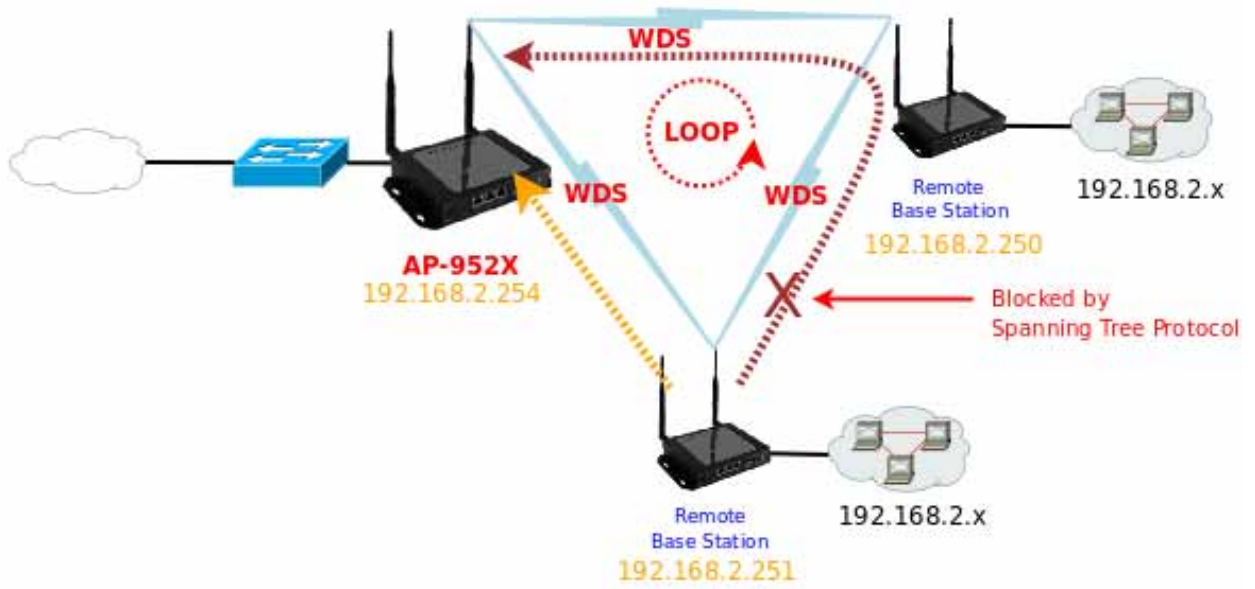 WDS
LOOP
WDS
WDS
Remote
Base Station
192.168.2.250
192.168.2.x
AP-952X
192.168.2.254
Blocked by
Spanning Tree Protocol
Remote
Base Station
192.168.2.251
192.168.2.x